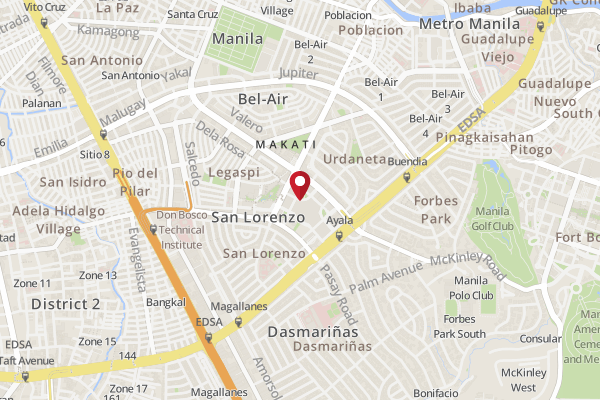 Vito Cruz
La Paz
Santa Cruz
Village
Poblacion
Ibaba
Guadalupe
Kamagong
Manila
Bel-Air
2
Poblacion
Metro Manila
Guadalupe
Viejo
San Antonio
San Antonio
Yakal
Jupiter
Filmore
Dian
Palanan
Malugay
Bel-Air
Bel-Air
1
Bel-Air
3
Bel-Air
4
EDSA
Guadalupe
Nuevo
South C
Pinagkaisahan
Pitogo
Emilia
Sitio 8
Valero
Dela Rosa
MAKATI
Urdaneta
Buendia
San Isidro
Pio del
Pilar
Salcedo
Legaspi
Forbes
Park
Adela Hidalgo
Village
Don Bosco
Technical
Institute
San Lorenzo
Ayala
Manila
Golf Club
Fort Bo
Evangelista
San Lorenzo
Pasay Road
Palm Avenue
McKinley Road
Zone 11
Zone 13
District 2
Bangkal
Magallanes
EDSA
Manila
Polo Club
Forbes
Park South
Man
Amer
Ceme
and Me
EDSA
Taft Avenue
Zone 15
144
Dasmariñas
Dasmariñas
Consular
McKinley
West
Zone 17
161
Magallanes
Amorsol
Bonifacio